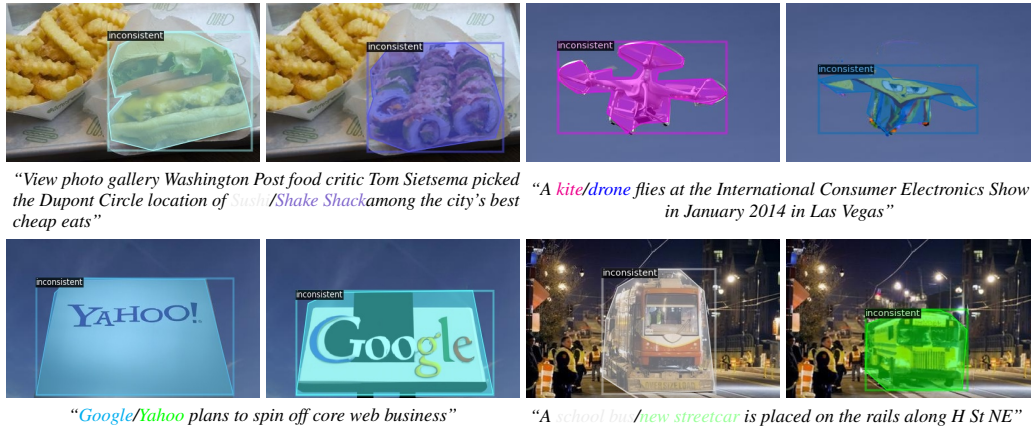 inconsistent
inconsistent
inconsistent
inconsistent
“View photo gallery Washington Post food critic Tom Sietsema picked
the Dupont Circle location of Sushi/Shake Shackamong the city’s best
cheap eats”
“A kite/drone flies at the International Consumer Electronics Show
in January 2014 in Las Vegas”
inconsistent
YAHOO!
inconsistent
Google
inconsistent
inconsistent
“Google/Yahoo plans to spin off core web business”
“A school bus/new streetcar is placed on the rails along H St NE”